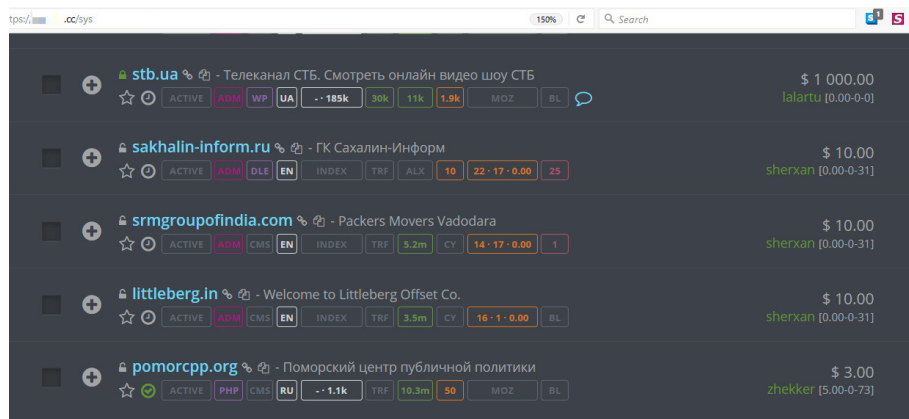 tps:/, .cc/sys 150% Search 1 S S
stb.ua - Телеканал СТБ. Смотреть онлайн видео шоу СТБ $ 1 000.00
ACTIVE ADM WP UA - · 185k 30k 11k 1.9k MOZ BL lalartu [0.00-0-0]
sakhalin-inform.ru - ГК Сахалин-Информ $ 10.00
ACTIVE ADM DLE EN INDEX TRF ALX 10 22 · 17 · 0.00 25 sherxan [0.00-0-31]
srmgroupofindia.com - Packers Movers Vadodara $ 10.00
ACTIVE ADM CMS EN INDEX TRF 5.2m CY 14 · 17 · 0.00 1 sherxan [0.00-0-31]
littleberg.in - Welcome to Littleberg Offset Co. $ 10.00
ACTIVE ADM CMS EN INDEX TRF 3.5m CY 16 · 1 · 0.00 BL sherxan [0.00-0-31]
pomorcpp.org - Поморский центр публичной политики $ 3.00
ACTIVE PHP CMS RU - · 1.1k TRF 10.3m 50 MOZ BL zhekker [5.00-0-73]